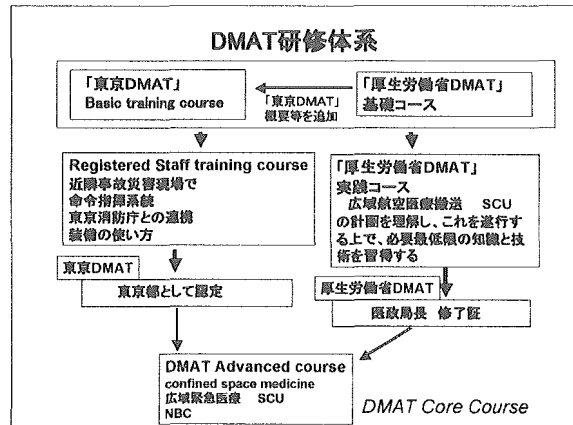 DMAT研修体系
「東京DMAT」
Basic training course
「東京DMAT」
概要等を追加
「厚生労働省DMAT」
基礎コース
Registered Staff training course
近隣事故災害現場で
命令指揮系統
東京消防庁との連携
装備の使い方
「厚生労働省DMAT」
実践コース
広域航空医療搬送 SCU
の計画を理解し、これを遂行す
る上で、必要最低限の知識と技
術を習得する
東京DMAT
東京都として認定
厚生労働省DMAT
医政局長 修了証
DMAT Advanced course
confined space medicine
広域緊急医療 SCU
NBC
DMAT Core Course